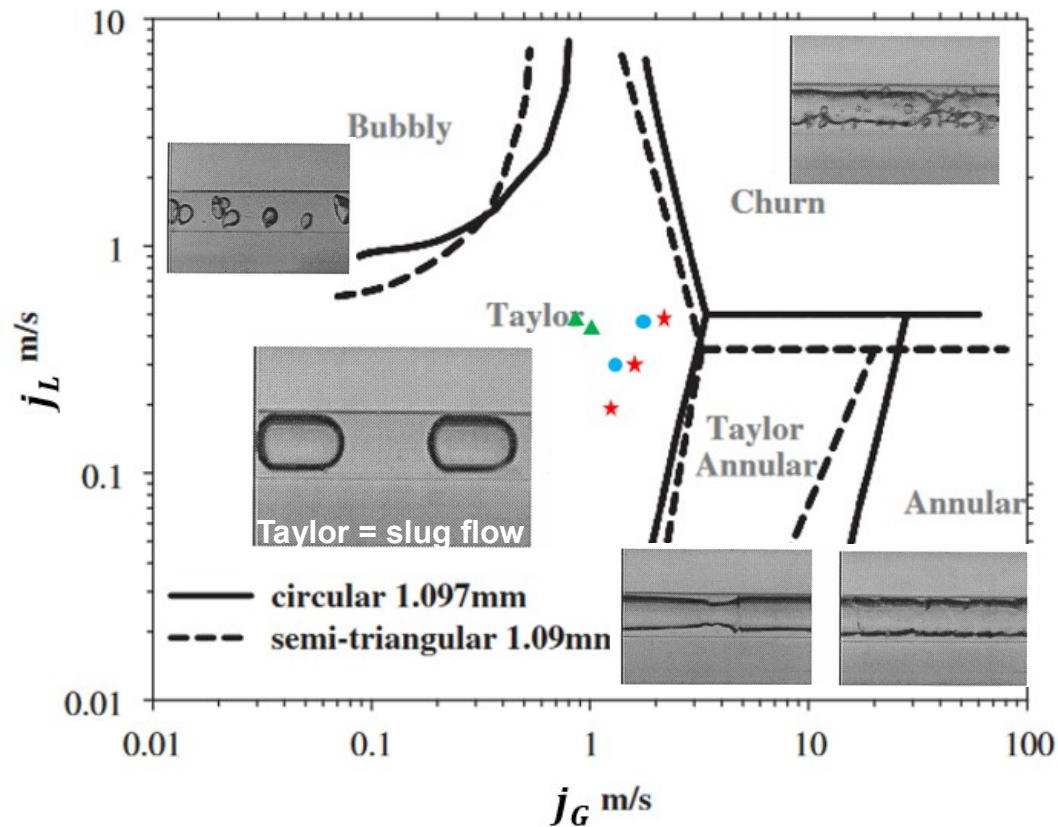 10
1
0.1
0.01
j_L m/s
Bubbly
Churn
Taylor
Taylor
Annular
Annular
Taylor = slug flow
circular 1.097mm
semi-triangular 1.09mm
0.01
0.1
1
10
100
j_G m/s